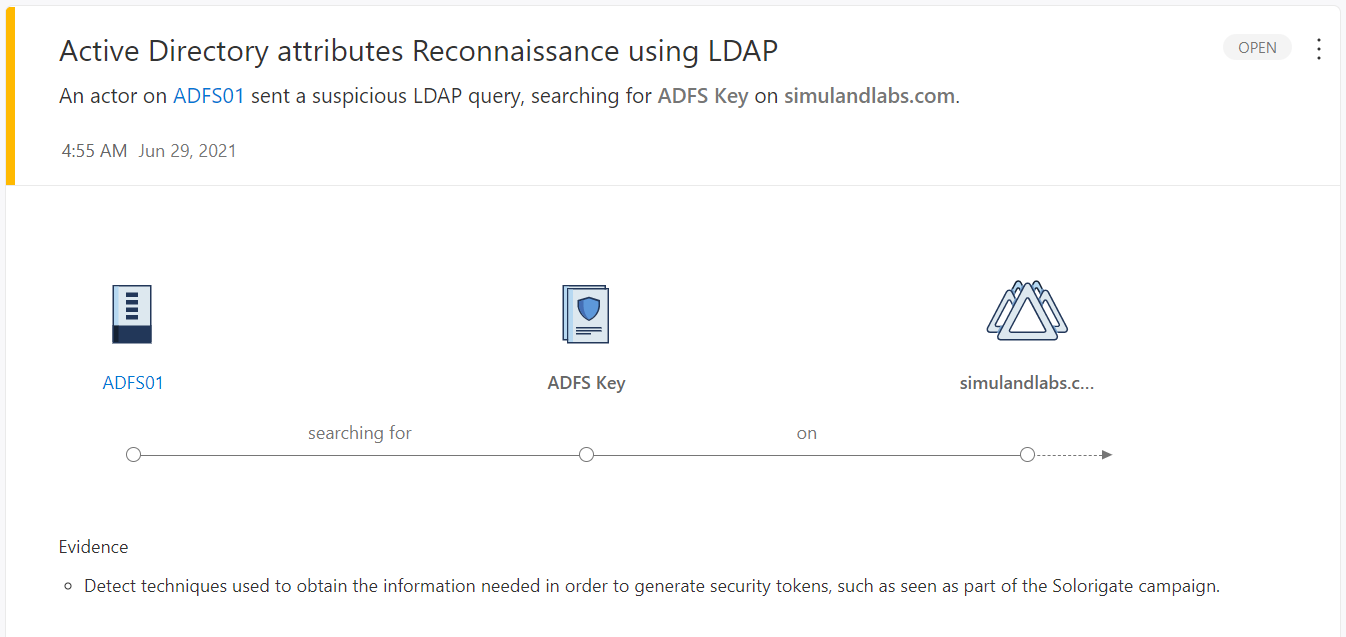 Active Directory attributes Reconnaissance using LDAP
OPEN
An actor on ADFS01 sent a suspicious LDAP query, searching for ADFS Key on simulandlabs.com.
4:55 AM Jun 29, 2021
ADFS01
ADFS Key
simulandlabs.c...
searching for
on
Evidence
Detect techniques used to obtain the information needed in order to generate security tokens, such as seen as part of the Solorigate campaign.